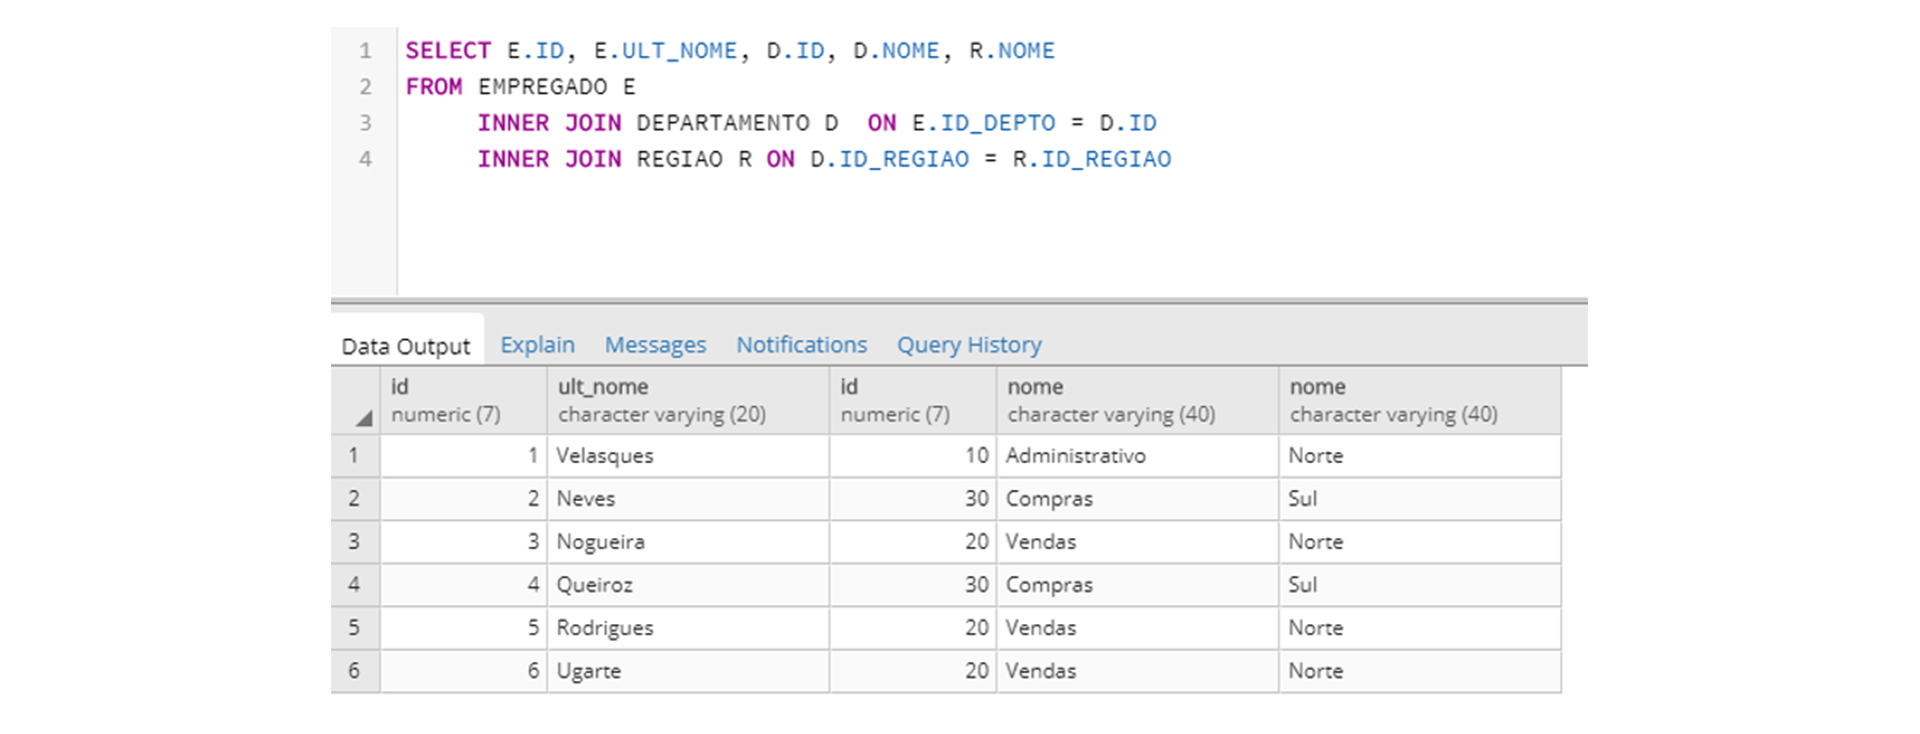 1 SELECT E.ID, E.ULT_NOME, D.ID, D.NOME, R.NOME
2 FROM EMPREGADO E
3 INNER JOIN DEPARTAMENTO D  ON E.ID_DEPTO = D.ID
4 INNER JOIN REGIAO R ON D.ID_REGIAO = R.ID_REGIAO
Data Output Explain Messages Notifications Query History
id ult_nome id nome nome
numeric (7) character varying (20) numeric (7) character varying (40) character varying (40)
1 1 Velasques 10 Administrativo Norte
2 2 Neves 30 Compras Sul
3 3 Nogueira 20 Vendas Norte
4 4 Queiroz 30 Compras Sul
5 5 Rodrigues 20 Vendas Norte
6 6 Ugarte 20 Vendas Norte